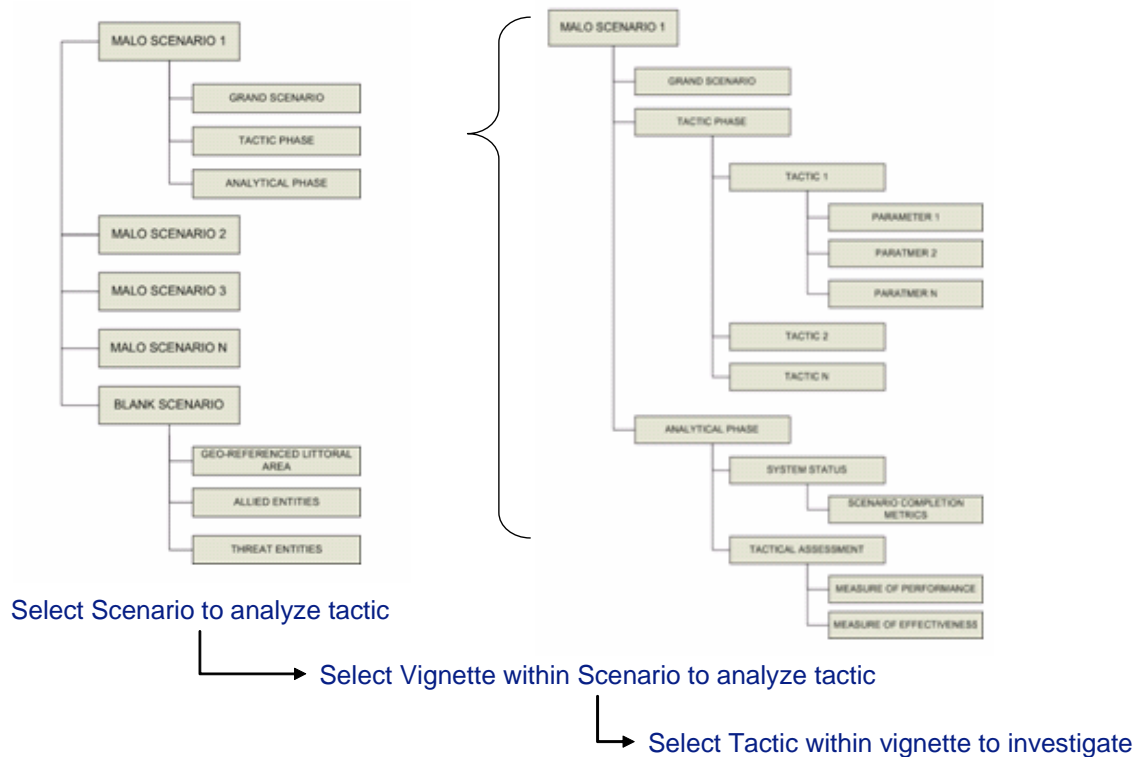 MALO SCENARIO 1
GRAND SCENARIO
TACTIC PHASE
ANALYTICAL PHASE
MALO SCENARIO 2
MALO SCENARIO 3
MALO SCENARIO N
BLANK SCENARIO
GEO-REFERENCED LITTORAL
AREA
ALLIED ENTITIES
THREAT ENTITIES
MALO SCENARIO 1
GRAND SCENARIO
TACTIC PHASE
TACTIC 1
PARAMETER 1
PARATMER 2
PARATMER N
TACTIC 2
TACTIC N
ANALYTICAL PHASE
SYSTEM STATUS
SCENARIO COMPLETION
METRICS
TACTICAL ASSESSMENT
MEASURE OF PERFORMANCE
MEASURE OF EFFECTIVENESS
Select Scenario to analyze tactic
Select Vignette within Scenario to analyze tactic
Select Tactic within vignette to investigate